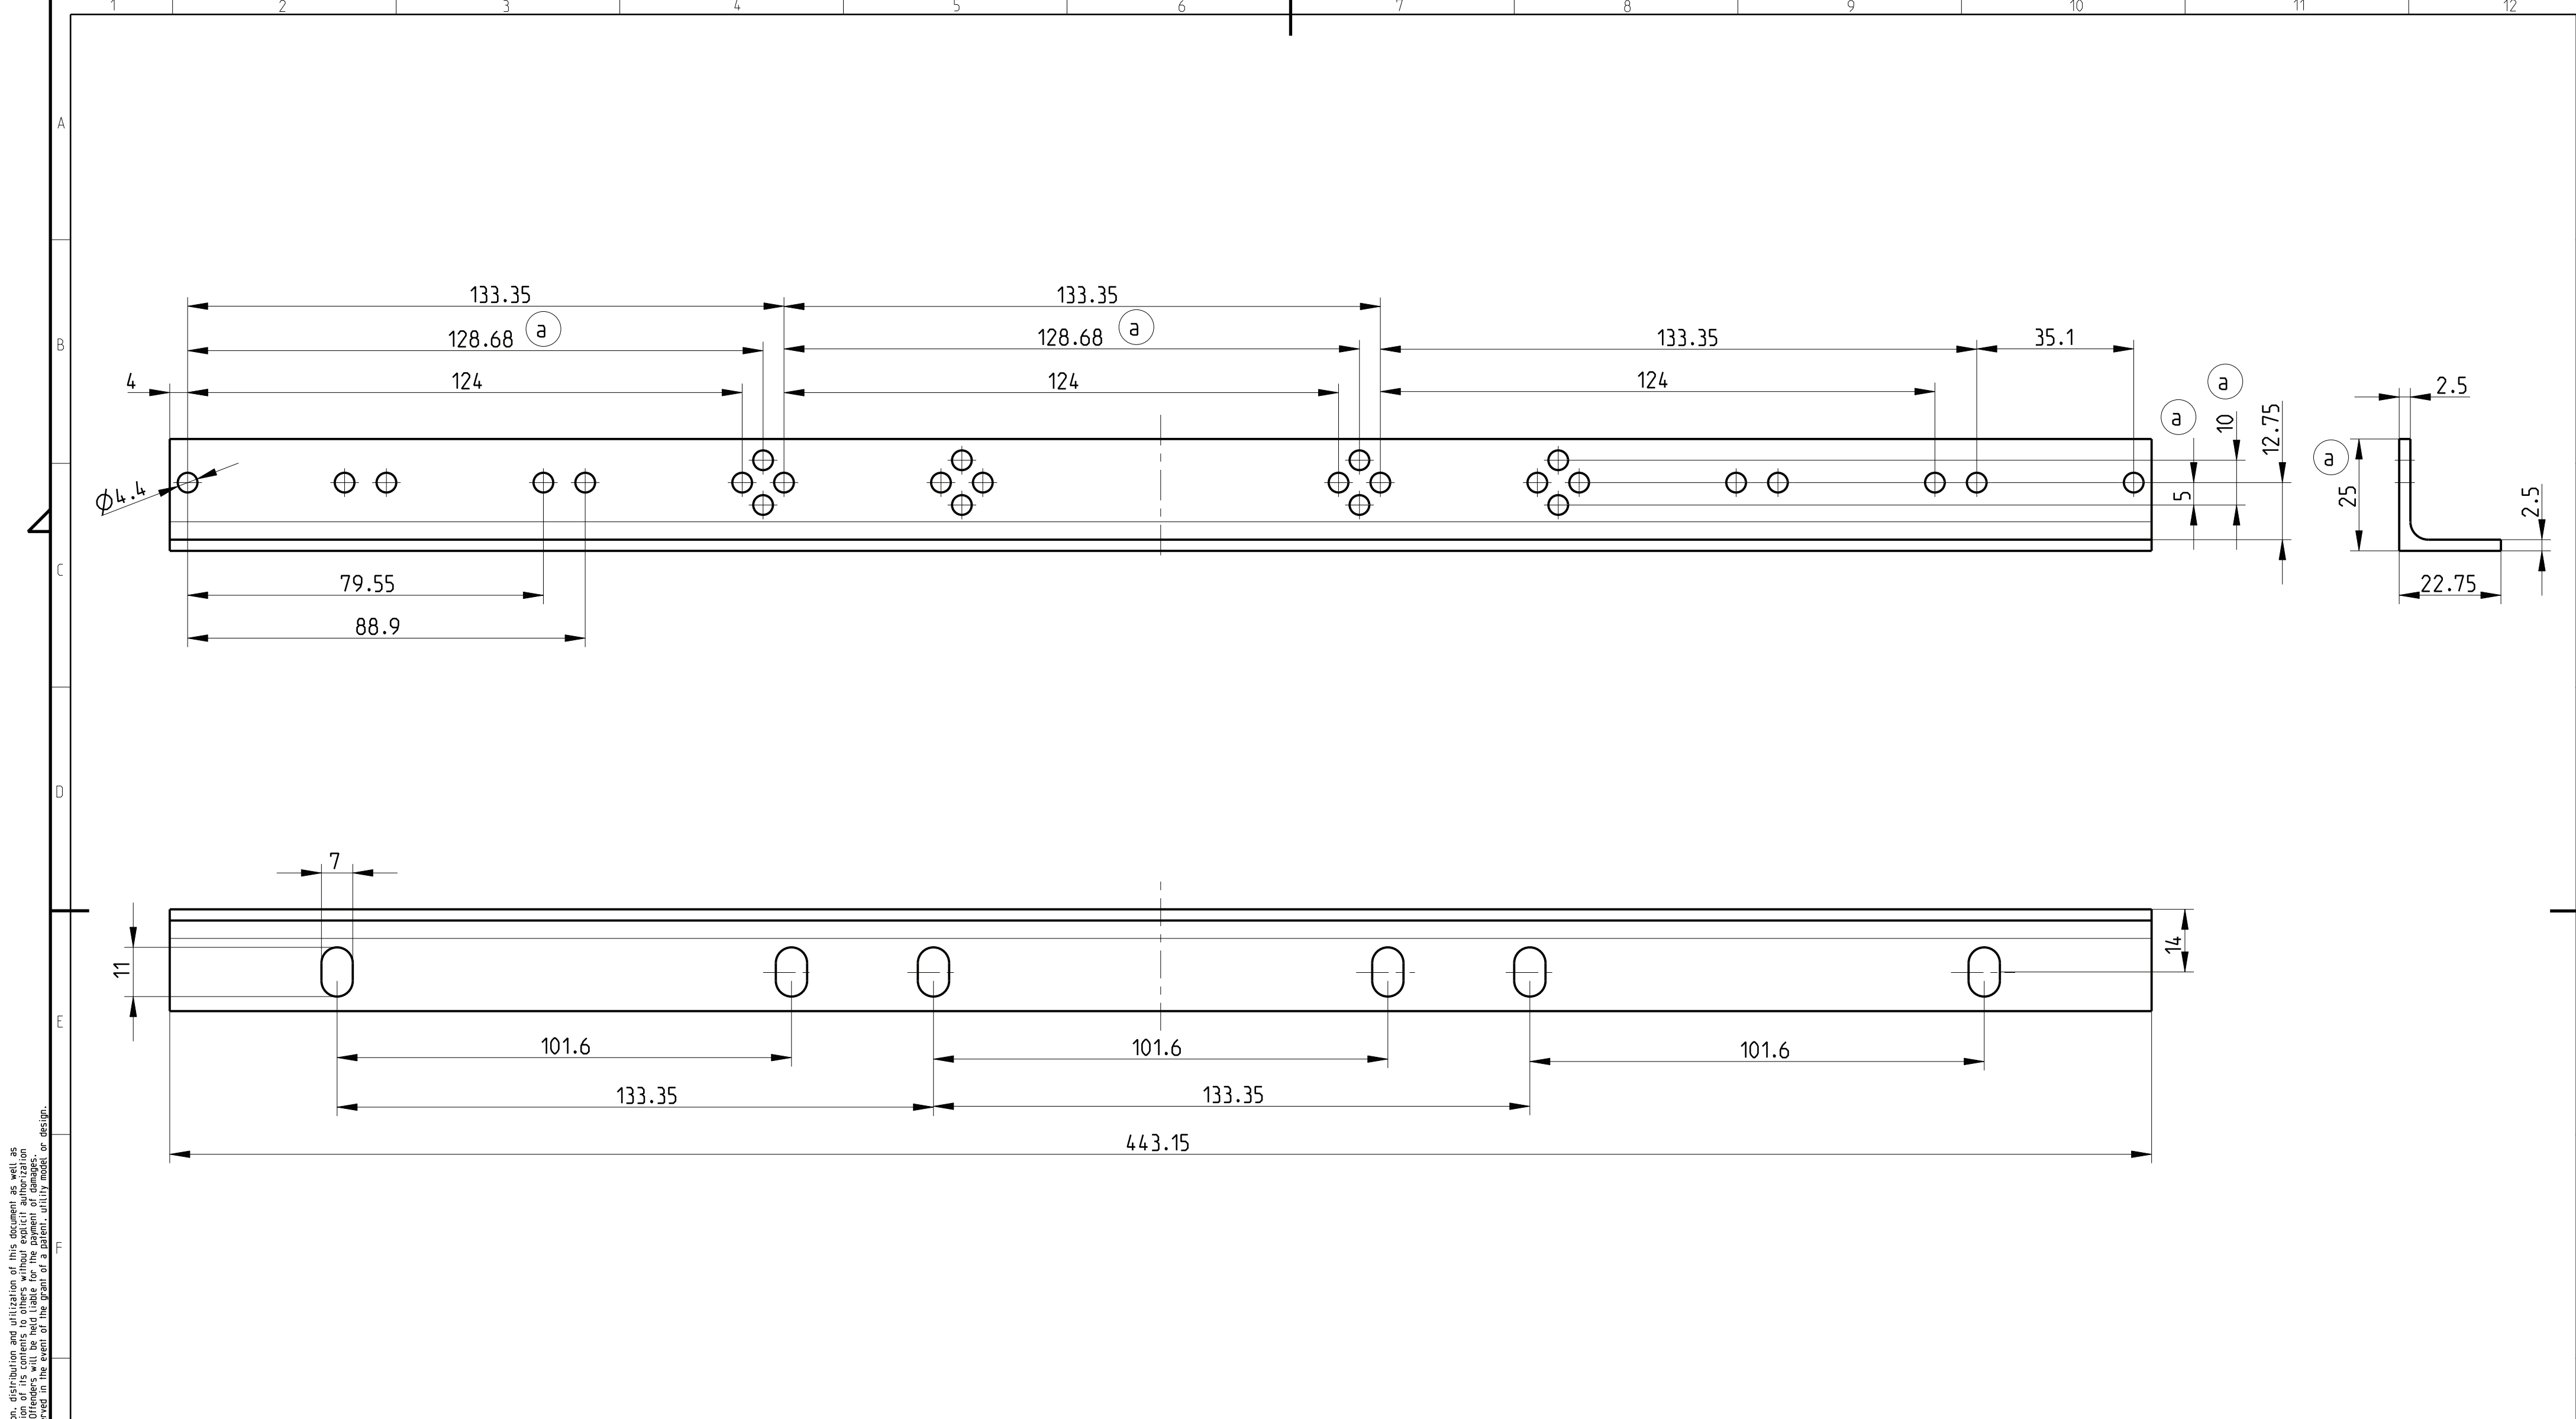 1 2 3 4 5 6 7 8 9 10 11 12
A
133.35 133.35
B
128.68 a 128.68 a 133.35 35.1
4 124 124 124
a
a
10
12.75
2.5
Ø4.4
5
a
25
2.5
C
79.55
22.75
88.9
D
7
11
14
E
101.6 101.6 101.6
133.35 133.35
443.15
F
on, distribution and utilization of this document as well as
ion of its contents to others without explicit authorization
Offenders will be held liable for the payment of damages.
rved in the event of the grant of a patent, utility model or design.